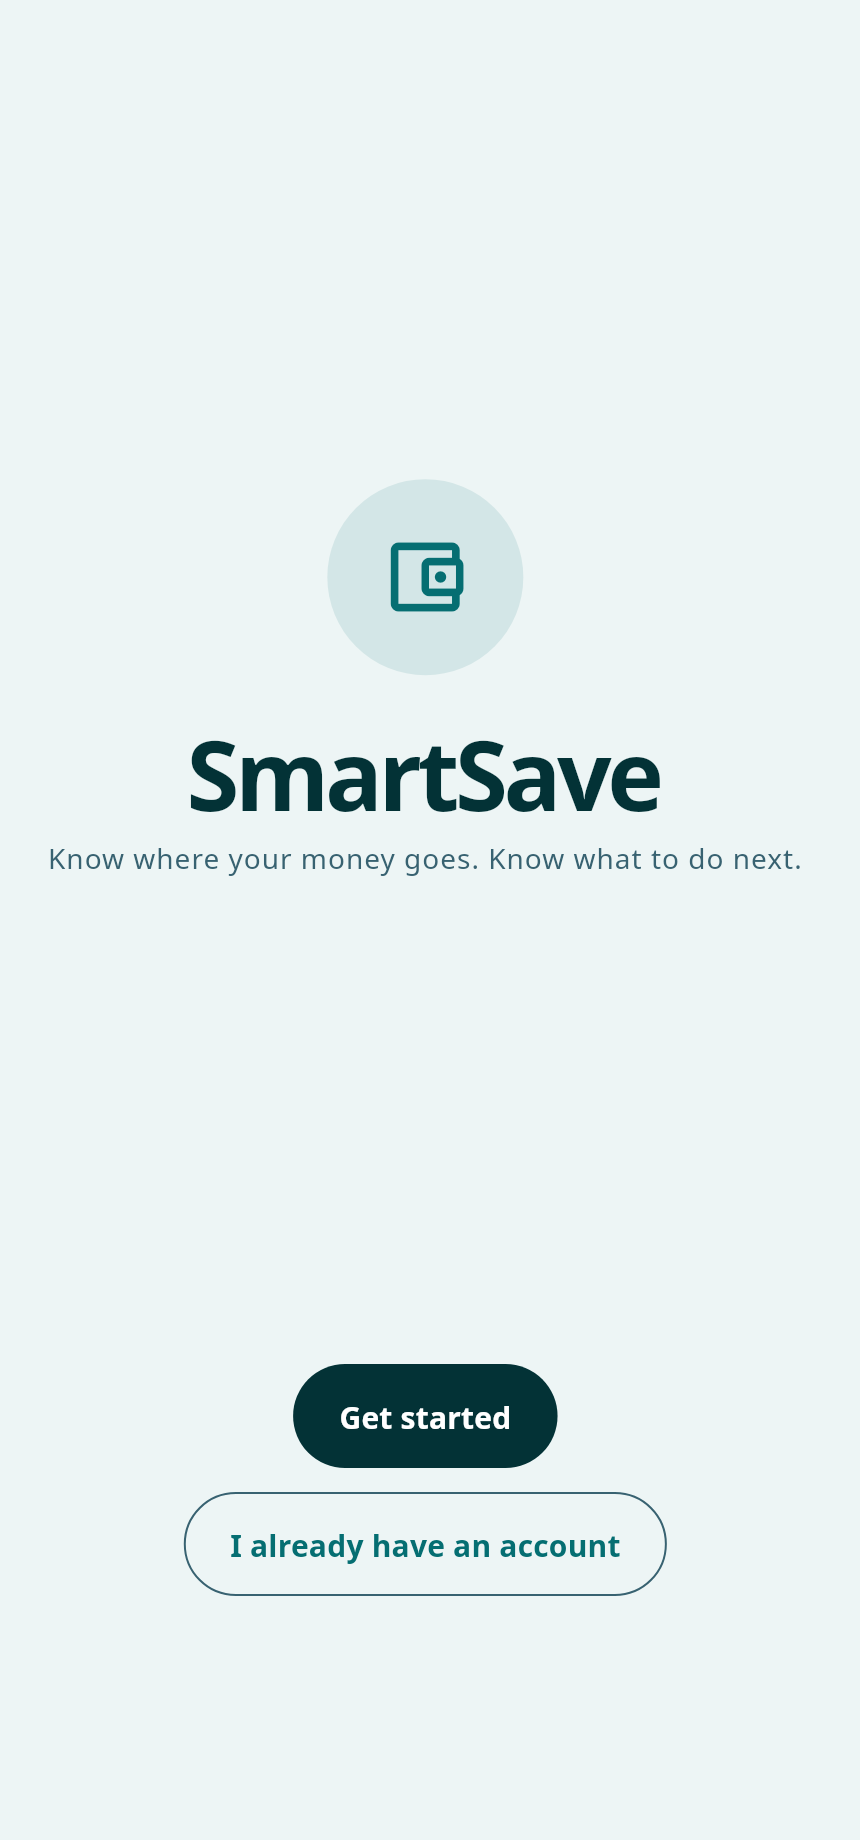 SmartSave
Know where your money goes. Know what to do next.
Get started
I already have an account